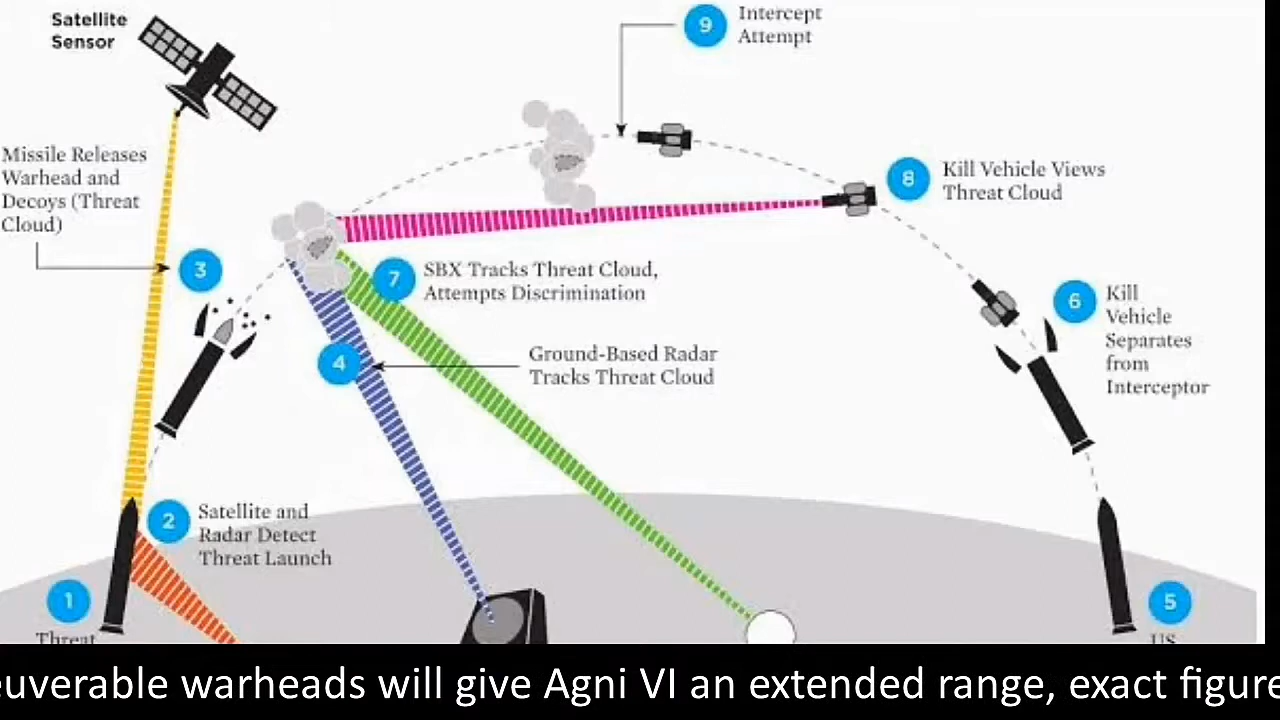 Satellite
Sensor
9
Intercept
Attempt
Missile Releases
Warhead and
Decoys (Threat
Cloud)
8
Kill Vehicle Views
Threat Cloud
3
7
SBX Tracks Threat Cloud,
Attempts Discrimination
6
Kill
Vehicle
Separates
from
Interceptor
4
Ground-Based Radar
Tracks Threat Cloud
2
Satellite and
Radar Detect
Threat Launch
1
Threat
5
US
euverable warheads will give Agni VI an extended range, exact figure